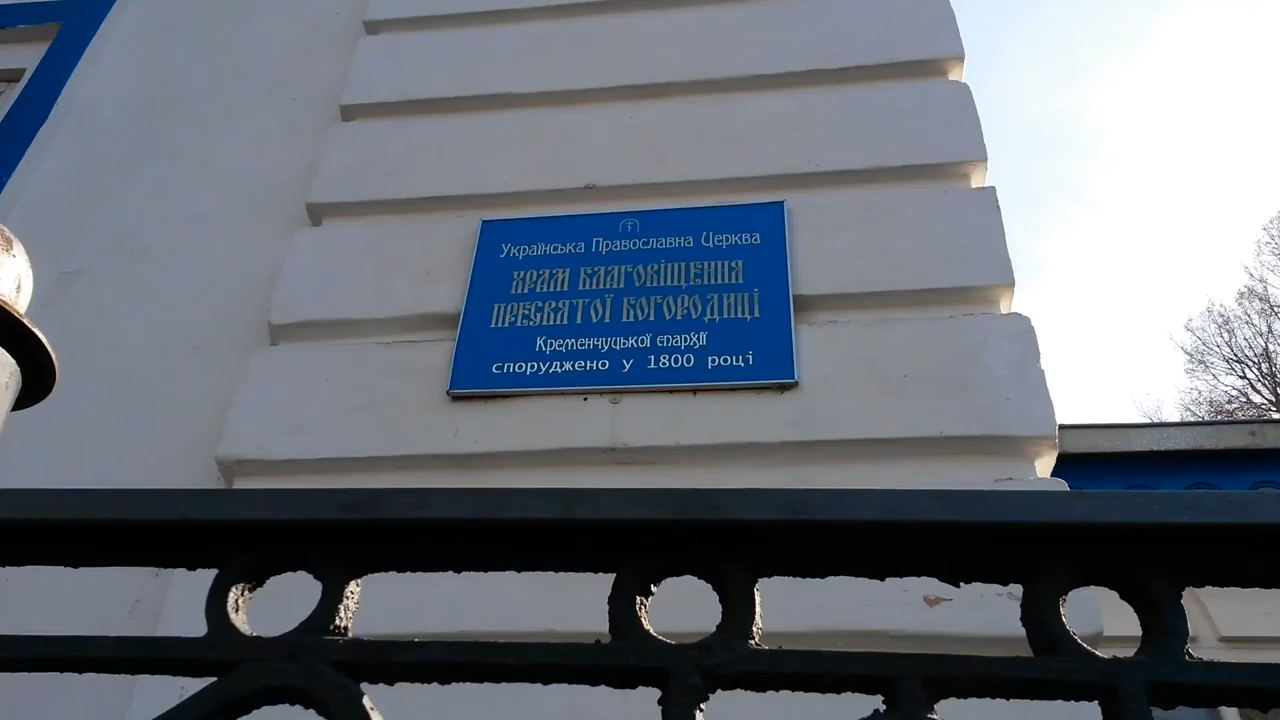 Українська Православна Церква
ХРАМ БЛАГОВІЩЕННЯ
ПРЕСВЯТОЇ БОГОРОДИЦІ
Кременчуцької єпархії
споруджено у 1800 році